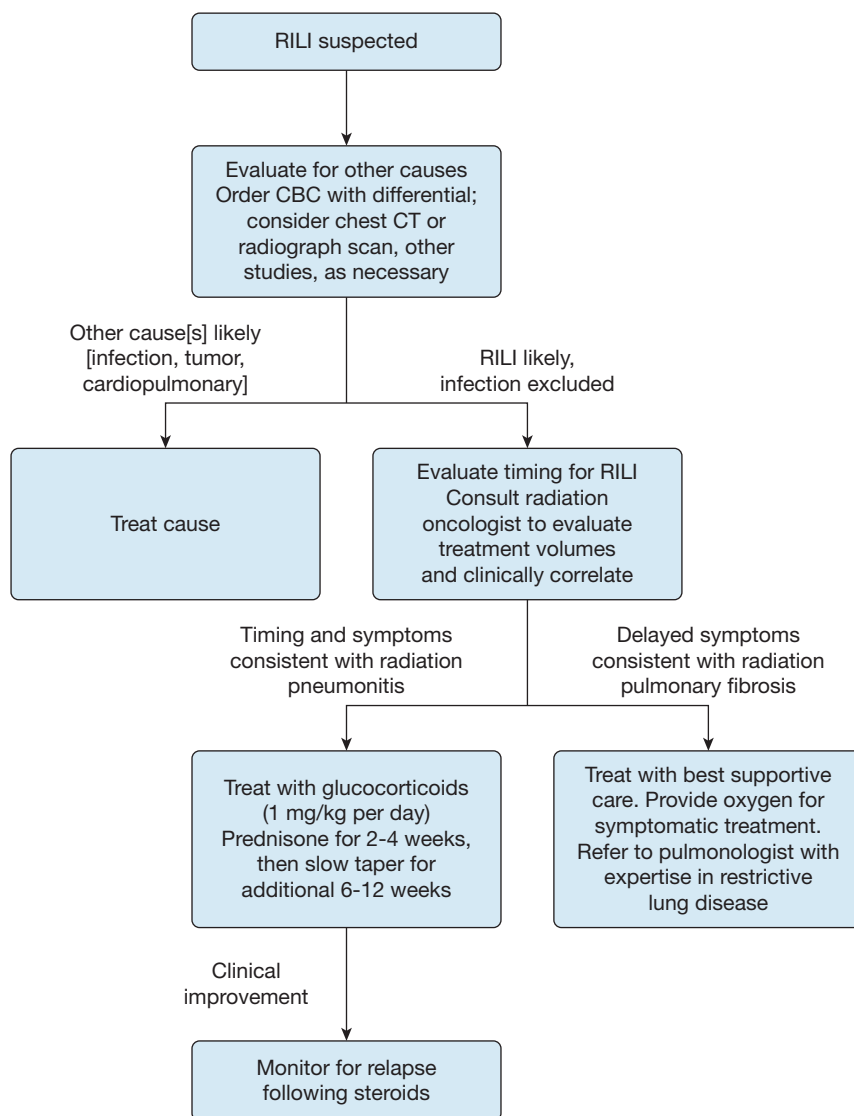 RILI suspected
Evaluate for other causes
Order CBC with differential;
consider chest CT or
radiograph scan, other
studies, as necessary
Other cause[s] likely
[infection, tumor,
cardiopulmonary]
RILI likely,
infection excluded
Treat cause
Evaluate timing for RILI
Consult radiation
oncologist to evaluate
treatment volumes
and clinically correlate
Timing and symptoms
consistent with radiation
pneumonitis
Delayed symptoms
consistent with radiation
pulmonary fibrosis
Treat with glucocorticoids
(1 mg/kg per day)
Prednisone for 2-4 weeks,
then slow taper for
additional 6-12 weeks
Treat with best supportive
care. Provide oxygen for
symptomatic treatment.
Refer to pulmonologist with
expertise in restrictive
lung disease
Clinical
improvement
Monitor for relapse
following steroids